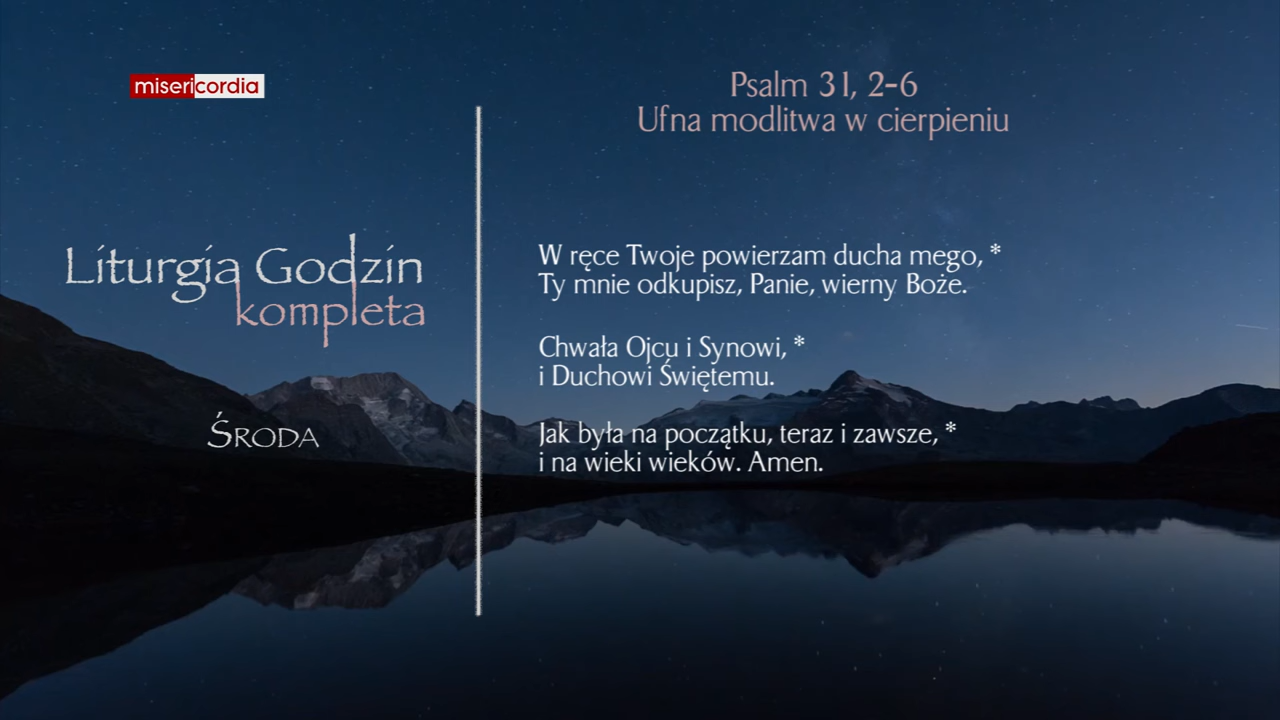 misericordia
Psalm 31, 2-6
Ufna modlitwa w cierpieniu
Liturgia Godzin
kompleta
Środa
W ręce Twoje powierzam ducha mego, *
Ty mnie odkupisz, Panie, wierny Boże.
Chwała Ojcu i Synowi, *
i Duchowi Świętemu.
Jak była na początku, teraz i zawsze, *
i na wieki wieków. Amen.